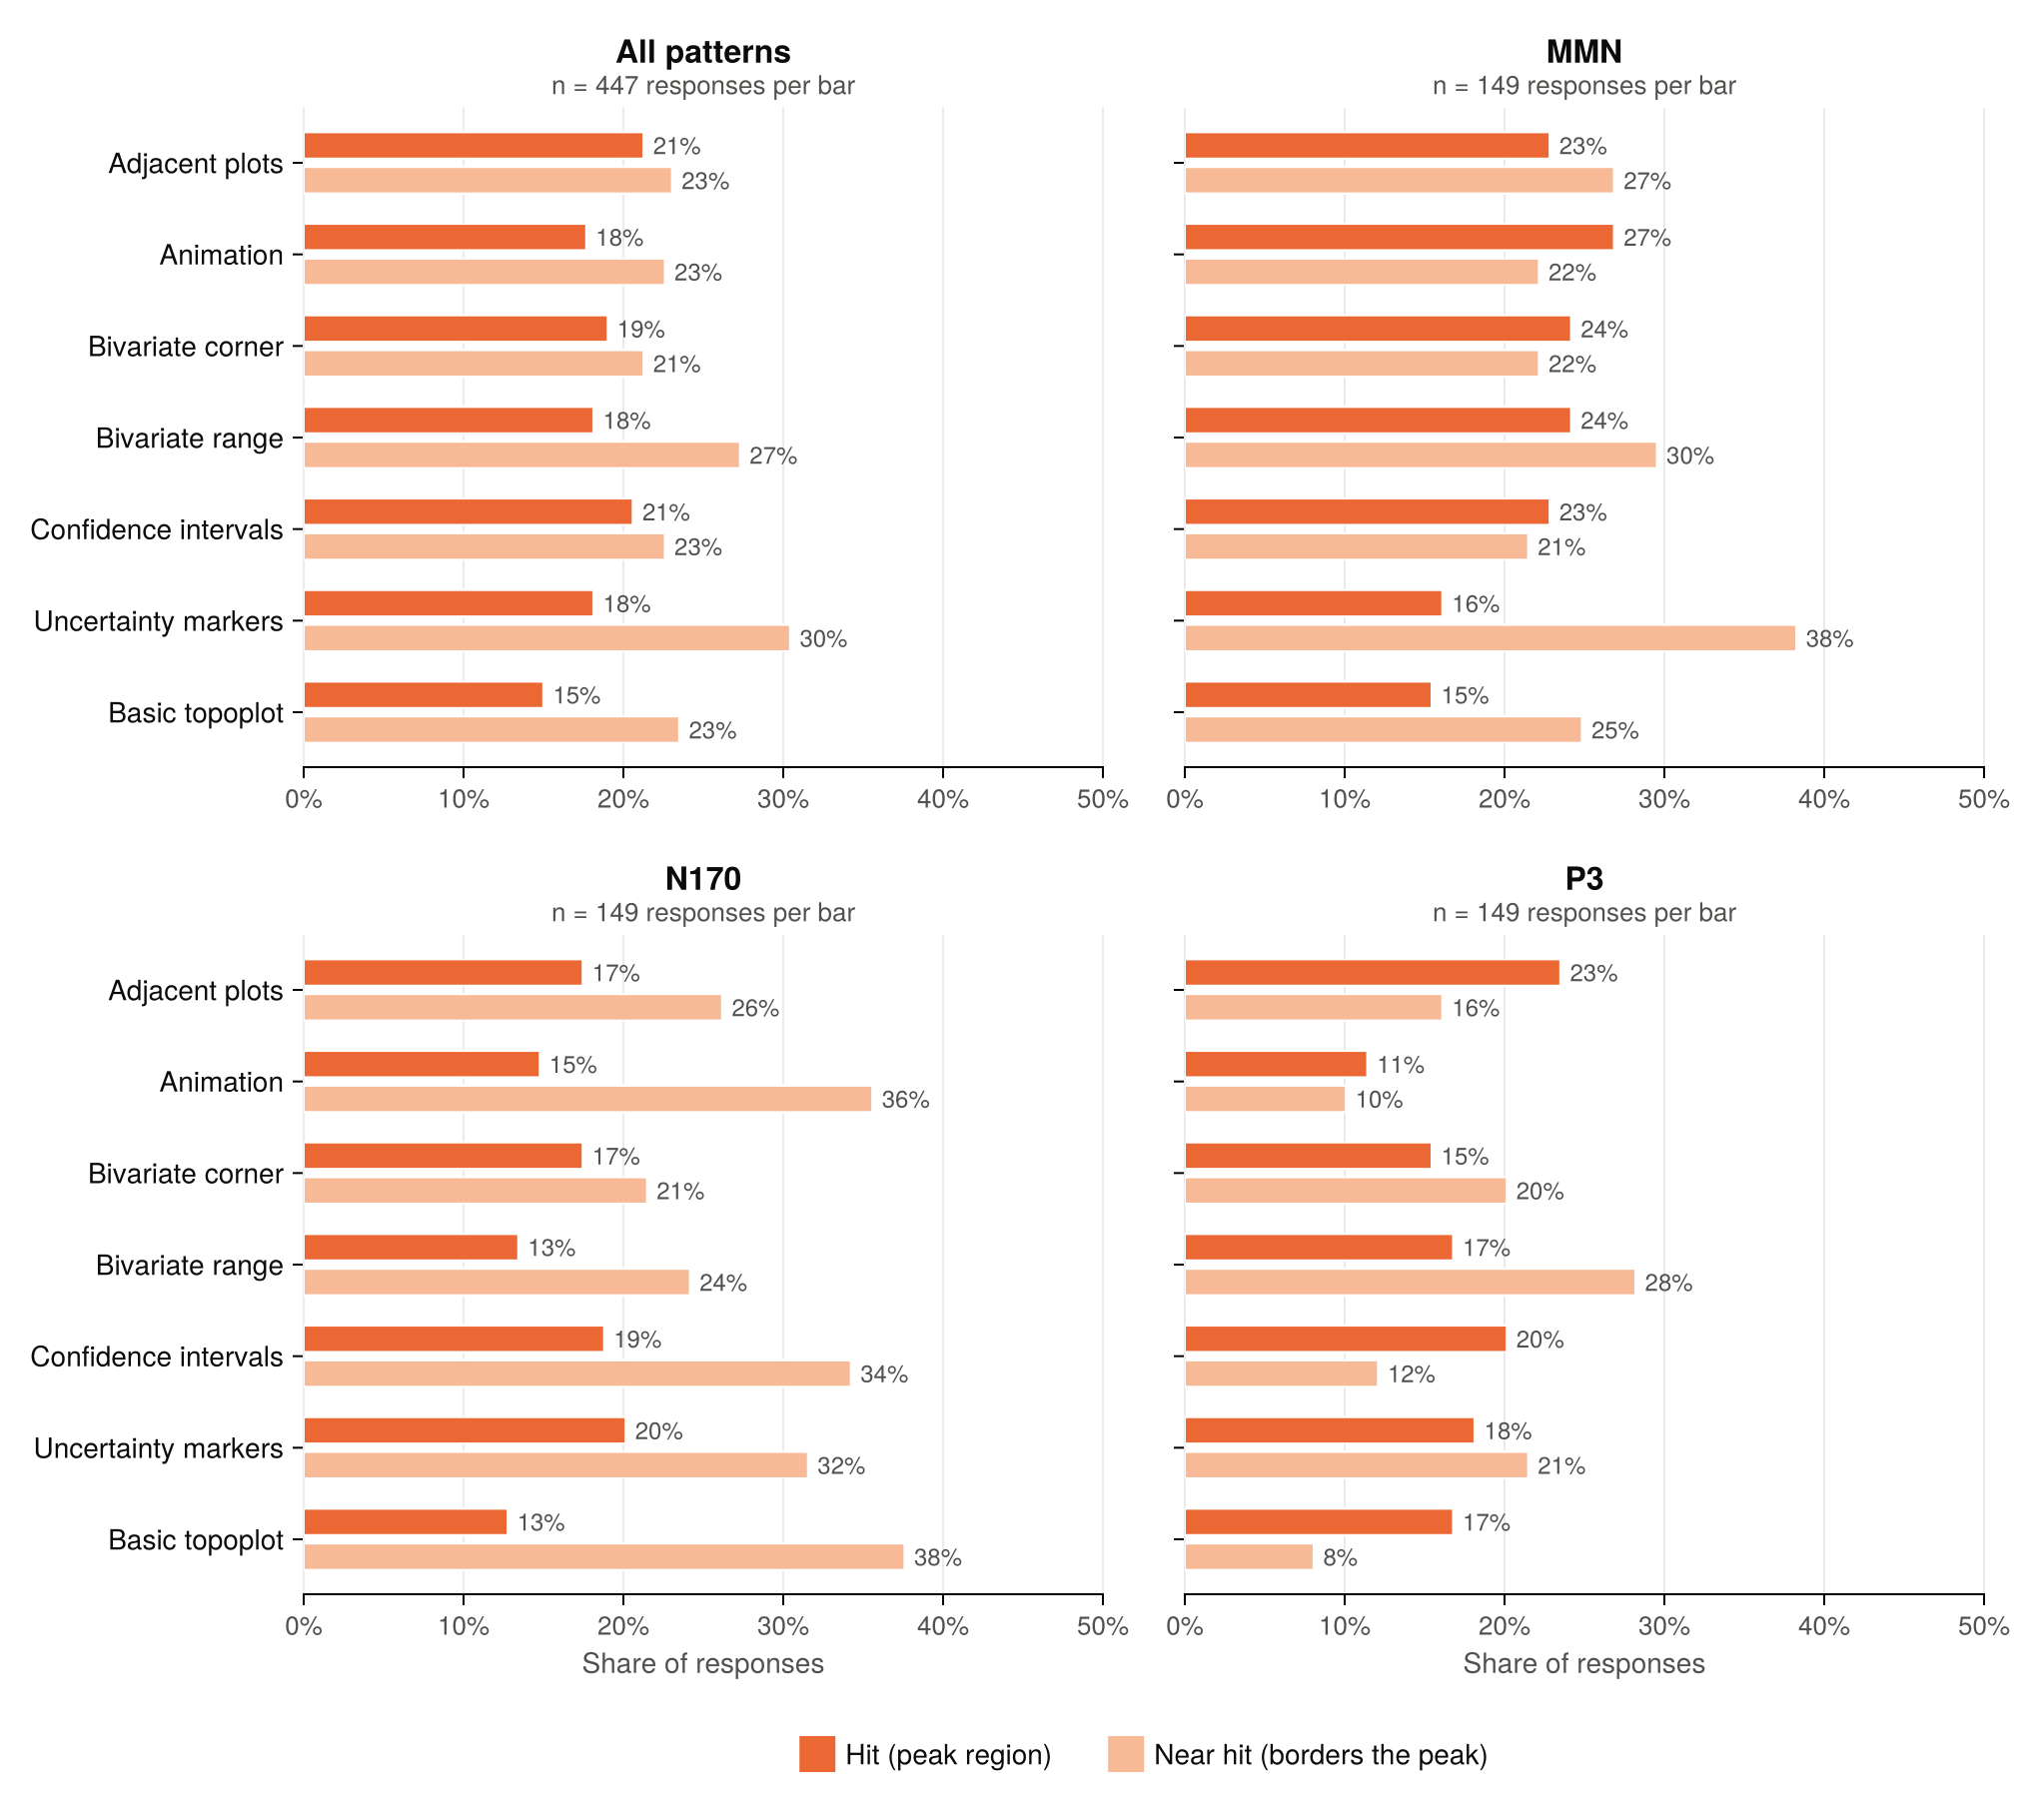 All patterns
n = 447 responses per bar
Adjacent plots
21%
23%
Animation
18%
23%
Bivariate corner
19%
21%
Bivariate range
18%
27%
Confidence intervals
21%
23%
Uncertainty markers
18%
30%
Basic topoplot
15%
23%
0% 10% 20% 30% 40% 50%
MMN
n = 149 responses per bar
23%
27%
27%
22%
24%
22%
24%
30%
23%
21%
16%
38%
15%
25%
0% 10% 20% 30% 40% 50%
N170
n = 149 responses per bar
Adjacent plots
17%
26%
Animation
15%
36%
Bivariate corner
17%
21%
Bivariate range
13%
24%
Confidence intervals
19%
34%
Uncertainty markers
20%
32%
Basic topoplot
13%
38%
0% 10% 20% 30% 40% 50%
Share of responses
P3
n = 149 responses per bar
23%
16%
11%
10%
15%
20%
17%
28%
20%
12%
18%
21%
17%
8%
0% 10% 20% 30% 40% 50%
Share of responses
Hit (peak region)
Near hit (borders the peak)